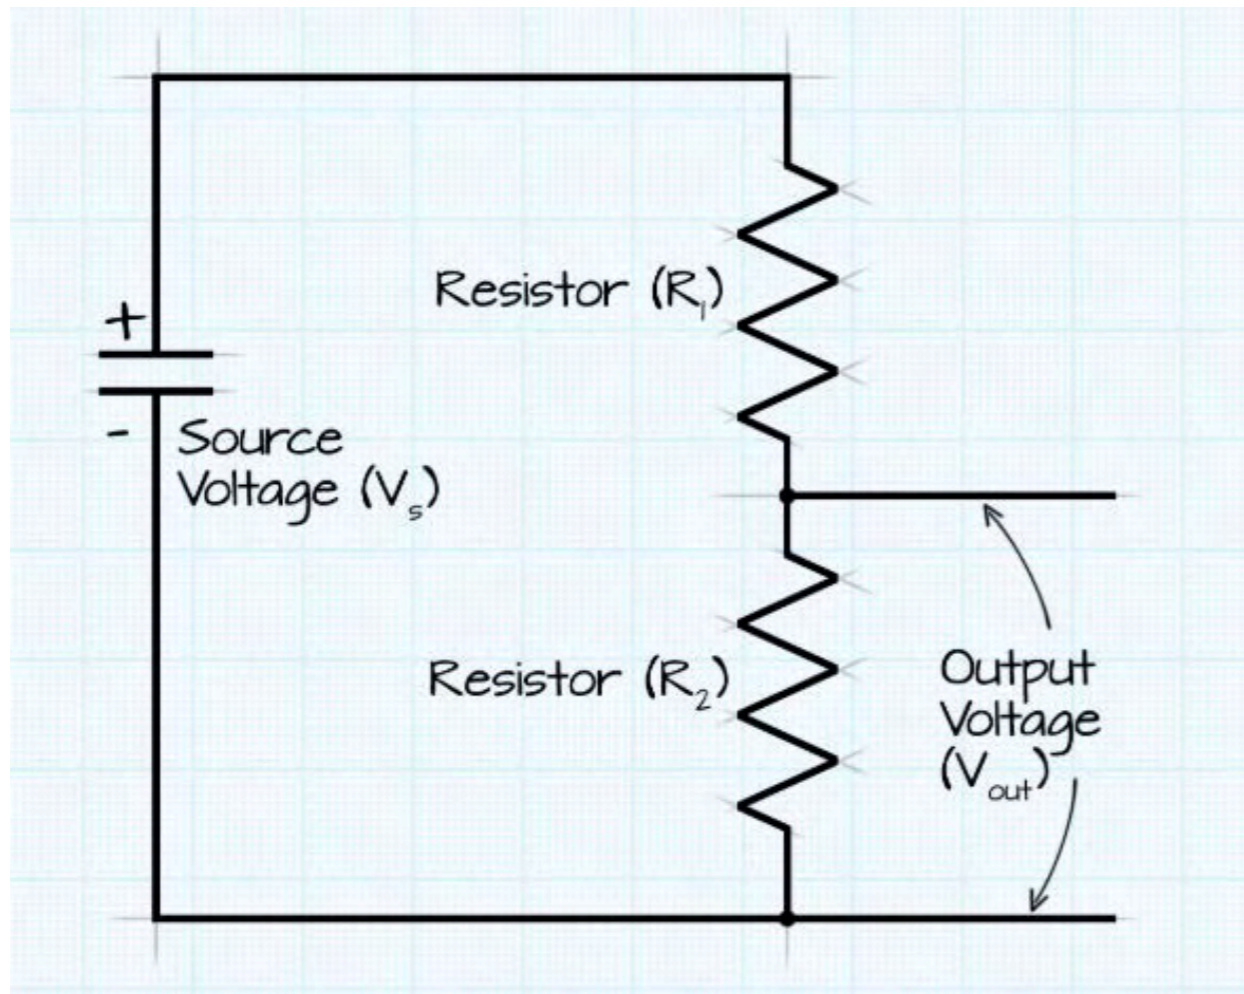 Resistor (R₁)
+
-
Source
Voltage (Vₛ)
Resistor (R₂)
Output
Voltage
(Vout)